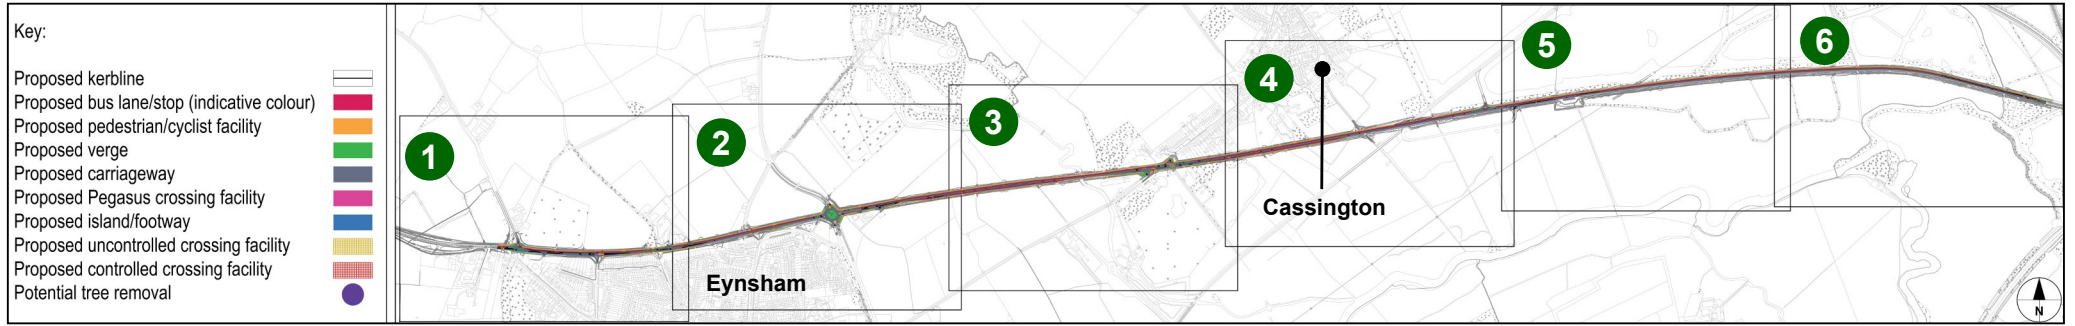 Key:
Proposed kerbline
Proposed bus lane/stop (indicative colour)
Proposed pedestrian/cyclist facility
Proposed verge
Proposed carriageway
Proposed Pegasus crossing facility
Proposed island/footway
Proposed uncontrolled crossing facility
Proposed controlled crossing facility
Potential tree removal
1
2
3
4
5
6
Eynsham
Cassington
N